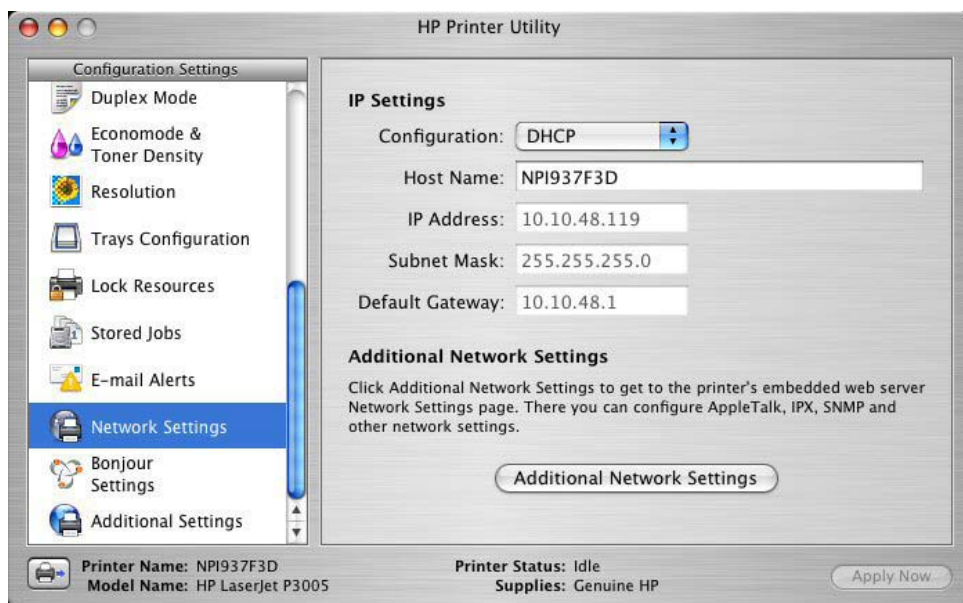 HP Printer Utility
Configuration Settings
Duplex Mode
Economode &
Toner Density
Resolution
Trays Configuration
Lock Resources
Stored Jobs
E-mail Alerts
Network Settings
Bonjour
Settings
Additional Settings
IP Settings
Configuration: DHCP
Host Name: NPI937F3D
IP Address: 10.10.48.119
Subnet Mask: 255.255.255.0
Default Gateway: 10.10.48.1
Additional Network Settings
Click Additional Network Settings to get to the printer's embedded web server
Network Settings page. There you can configure AppleTalk, IPX, SNMP and
other network settings.
Additional Network Settings
Printer Name: NPI937F3D
Model Name: HP LaserJet P3005
Printer Status: Idle
Supplies: Genuine HP
Apply Now